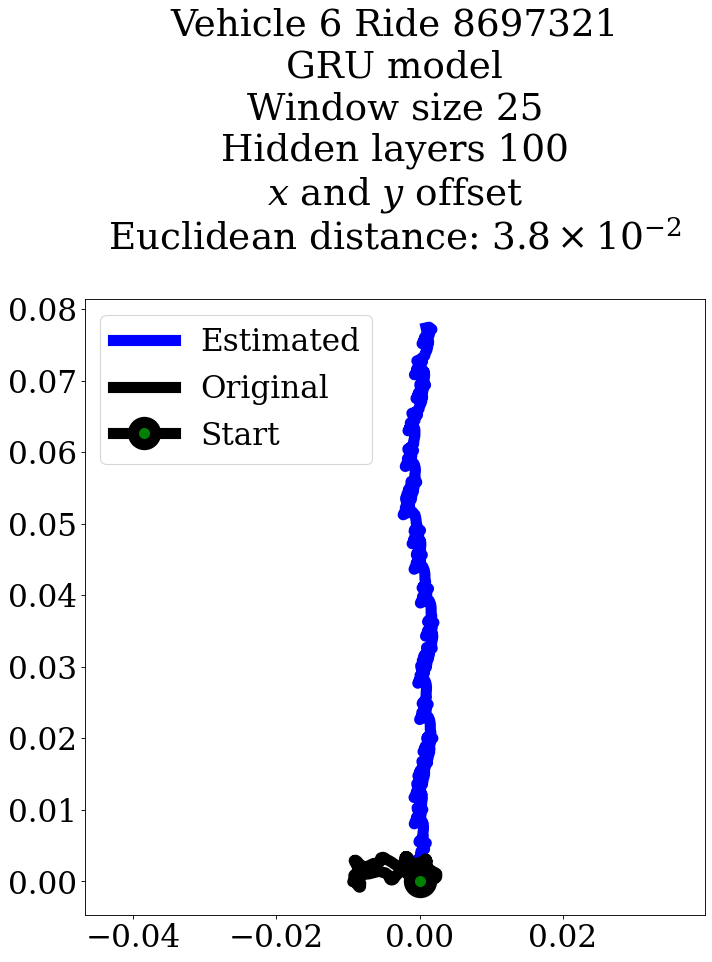 Vehicle 6 Ride 8697321
GRU model
Window size 25
Hidden layers 100
x and y offset
Euclidean distance: 3.8 × 10⁻²
0.08
0.07
0.06
0.05
0.04
0.03
0.02
0.01
0.00
Estimated
Original
Start
−0.04 −0.02 0.00 0.02